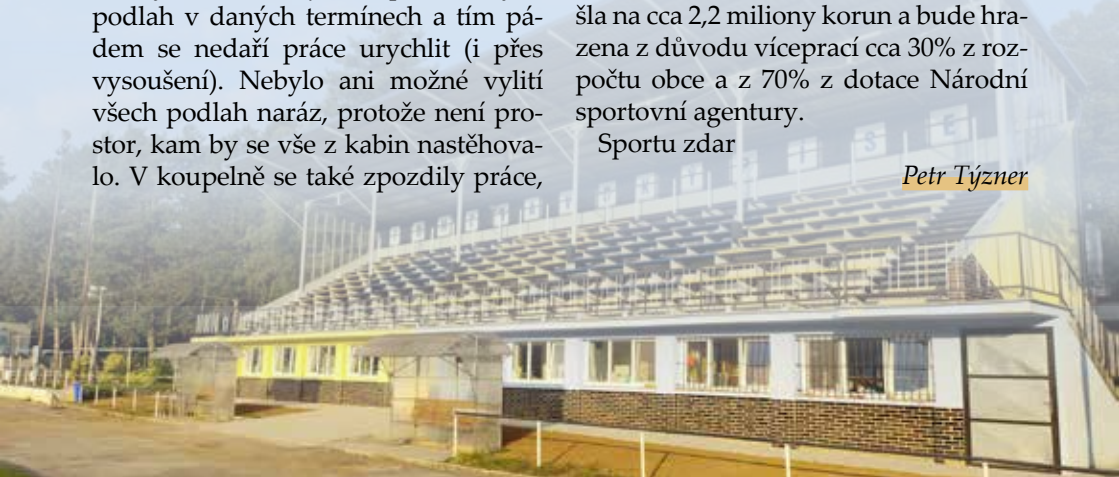 podlah v daných termínech a tím pá-
dem se nedaří práce urychlit (i přes
vysoušení). Nebylo ani možné vylití
všech podlah naráz, protože není pro-
stor, kam by se vše z kabin nastěhova-
lo. V koupelně se také zpozdily práce,
šla na cca 2,2 miliony korun a bude hra-
zena z důvodu víceprací cca 30% z roz-
počtu obce a z 70% z dotace Národní
sportovní agentury.
Sportu zdar
Petr Týzner